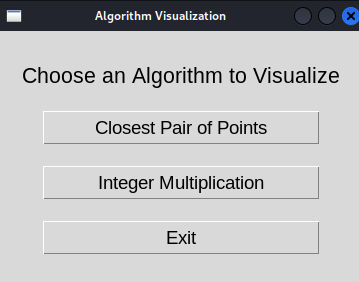 Algorithm Visualization
Choose an Algorithm to Visualize
Closest Pair of Points
Integer Multiplication
Exit